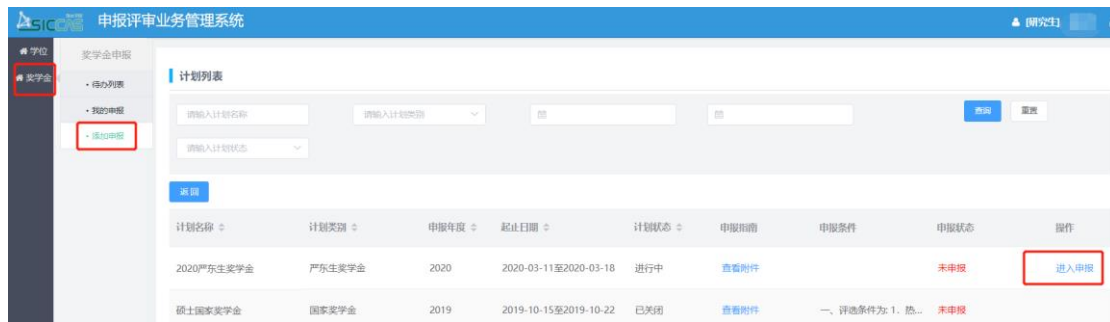 SICCAS 申报评审业务管理系统 [研究生]
学位
奖学金
奖学金申报
待办列表
我的申报
添加申报
计划列表
请输入计划名称 请输入计划类别 查询 重置
请输入计划状态
返回
计划名称 计划类别 申报年度 起止日期 计划状态 申报指南 申报条件 申报状态 操作
2020严东生奖学金 严东生奖学金 2020 2020-03-11至2020-03-18 进行中 查看附件 未申报 进入申报
硕士国家奖学金 国家奖学金 2019 2019-10-15至2019-10-22 已关闭 查看附件 一、评选条件为: 1. 热... 未申报